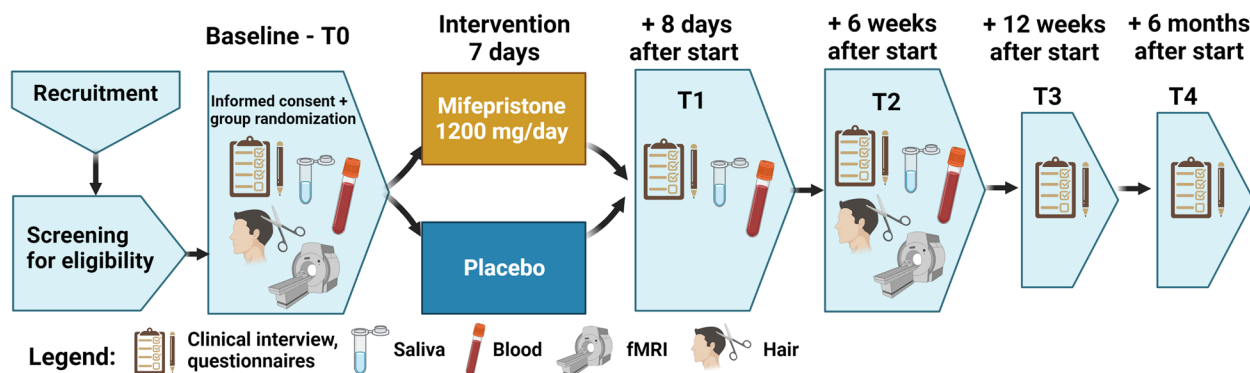 Recruitment
Screening
for eligibility
Baseline - T0
Informed consent +
group randomization
Intervention
7 days
Mifepristone
1200 mg/day
Placebo
+ 8 days
after start
T1
+ 6 weeks
after start
T2
+ 12 weeks
after start
T3
+ 6 months
after start
T4
Legend:
Clinical interview,
questionnaires
Saliva
Blood
fMRI
Hair